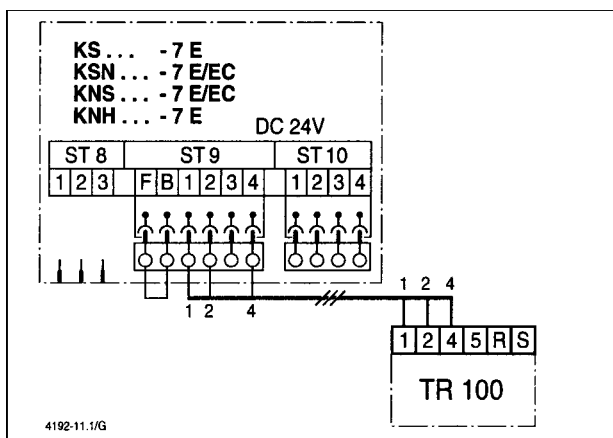 KS... - 7 E
KSN... - 7 E/EC
KNS... - 7 E/EC
KNH... - 7 E
DC 24V
ST 8 ST 9 ST 10
1 2 3 F B 1 2 3 4 1 2 3 4
1 2 4
1 2 4
1 2 4 5 R S
TR 100
4192-11.1/G